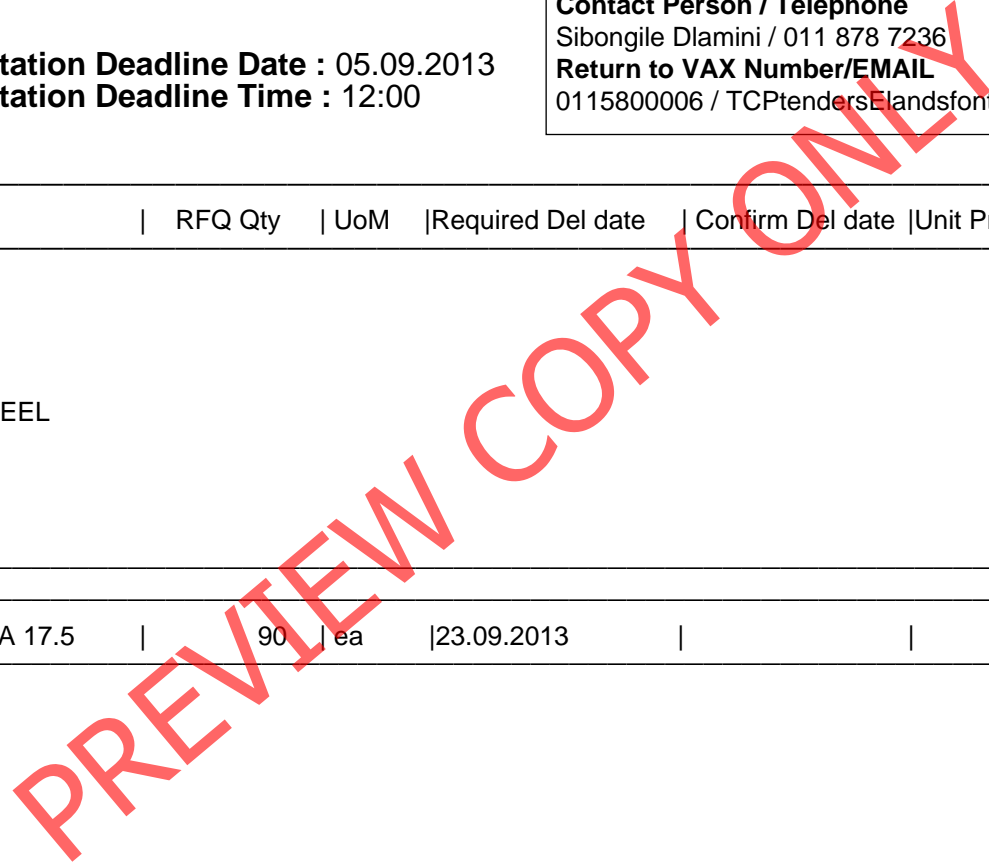 Contact Person / Telephone
Sibongile Dlamini / 011 878 7236
tation Deadline Date : 05.09.2013
Return to VAX Number/EMAIL
tation Deadline Time : 12:00
0115800006 / TCPtendersElandsfont
| RFQ Qty | UoM |Required Del date | Confirm Del date |Unit Pr
EEL
A 17.5 | 90 | ea |23.09.2013 | |
PREVIEW COPY ONLY